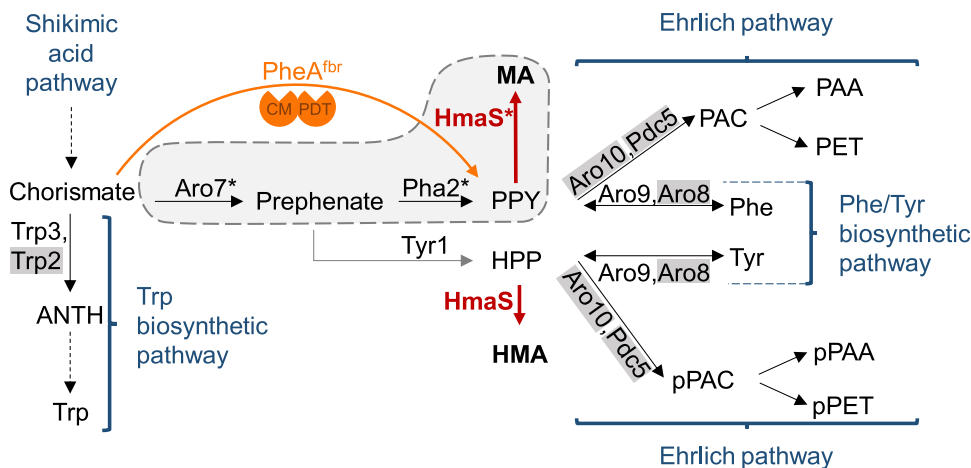 Shikimic
acid
pathway
Ehrlich pathway
PheAfbr
CM PDT
MA
HmaS*
Aro10,Pdc5
PAC
PAA
PET
Chorismate
Aro7*
Prephenate
Pha2*
PPY
Aro9,Aro8
Phe
Phe/Tyr
biosynthetic
pathway
Trp3,
Trp2
Tyr1
HPP
Aro9,Aro8
Tyr
HmaS
HMA
Aro10,Pdc5
ANTH
Trp
biosynthetic
pathway
Trp
pPAC
pPAA
pPET
Ehrlich pathway